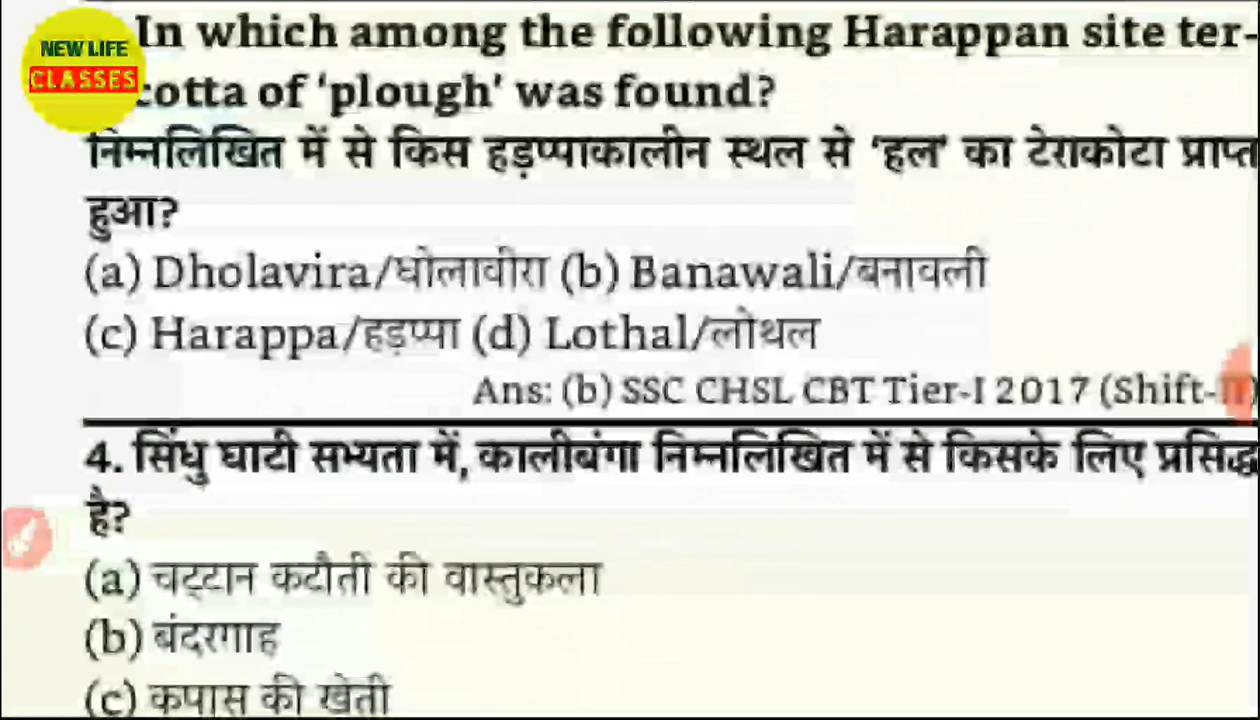 NEW LIFE
CLASSES
In which among the following Harappan site ter-
cotta of 'plough' was found?
निम्नलिखित में से किस हड़प्पाकालीन स्थल से 'हल' का टेराकोटा प्राप्त
हुआ?
(a) Dholavira/धोलावीरा (b) Banawali/बनावली
(c) Harappa/हड़प्पा (d) Lothal/लोथल
Ans: (b) SSC CHSL CBT Tier-I 2017 (Shift-II)
4. सिंधु घाटी सभ्यता में, कालीबंगा निम्नलिखित में से किसके लिए प्रसिद्ध
है?
(a) चट्टान कटौती की वास्तुकला
(b) बंदरगाह
(c) कपास की खेती